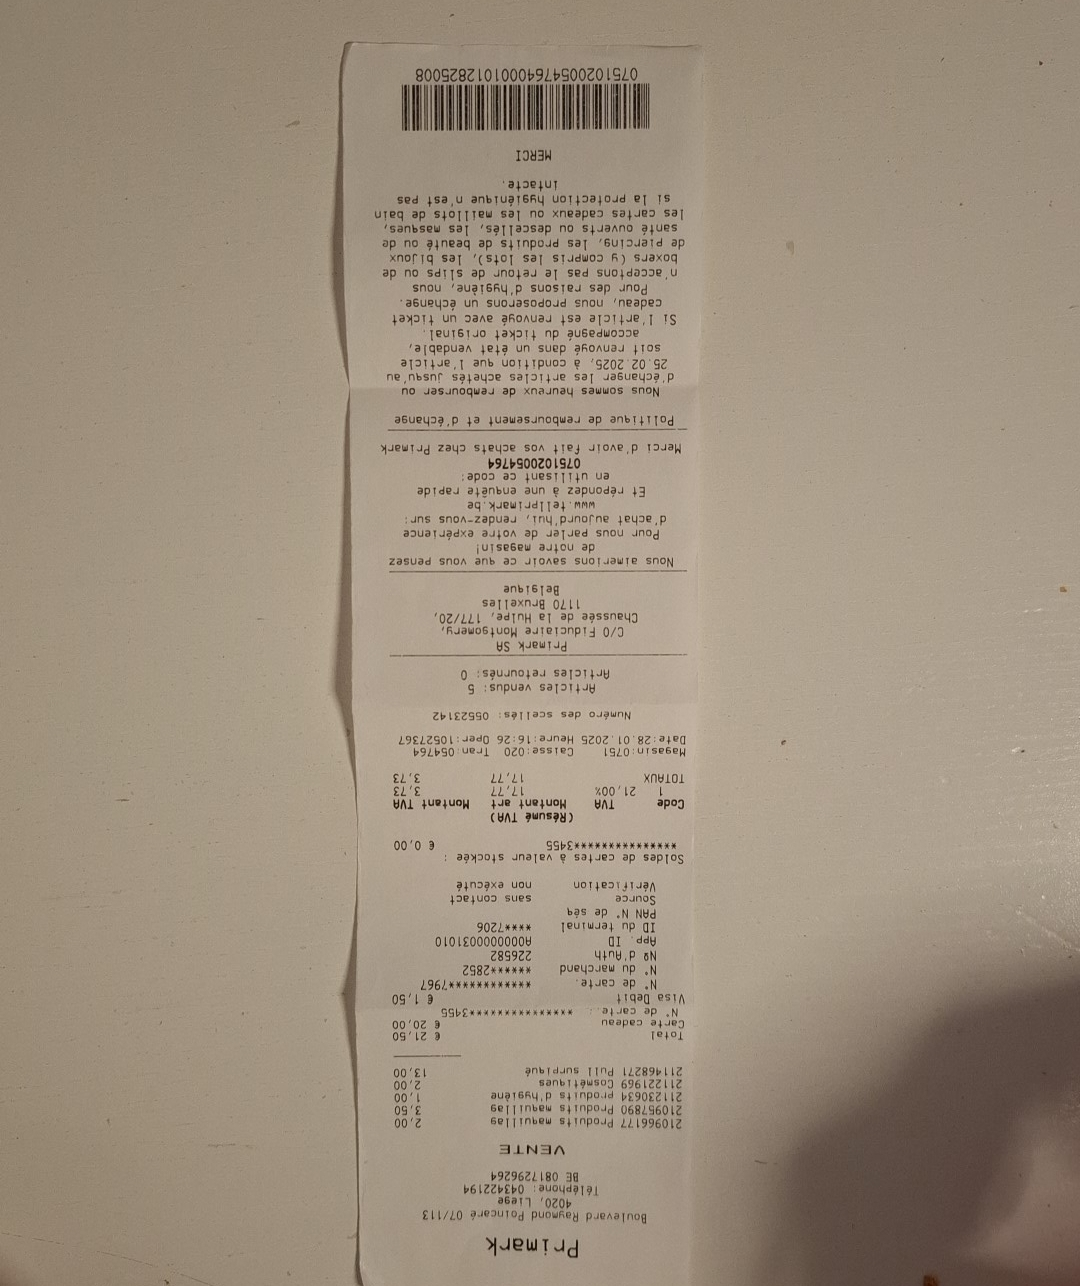 Primark
Boulevard Raymond Poincaré 07/113
4020, Liege
Téléphone: 043422194
BE 0817296264
VENTE
210966177 Produits maquillag 2,00
210957890 Produits maquillag 3,50
211230634 produits d'hygiène 1,00
211221969 Cosmétiques 2,00
211468271 Pull surpiqué 13,00
Total € 21,50
Carte cadeau € 20,00
N° de carte.: ****************3455
Visa Debit € 1,50
N° de carte. ************7967
N° du marchand ******2852
Nº d'Auth 226582
App. ID A0000000031010
ID du terminal ****7206
PAN N° de séq
Source sans contact
Vérification non exécuté
Soldes de cartes à valeur stockée :
****************3455 € 0,00
(Résumé TVA)
Code TVA Montant art Montant TVA
1 21,00% 17,77 3,73
TOTAUX 17,77 3,73
Magasin:0751 Caisse:020 Tran:054764
Date:28.01.2025 Heure:16:26 Oper:10527367
Numéro des scellés: 05523142
Articles vendus: 5
Articles retournés: 0
Primark SA
C/O Fiduciaire Montgomery,
Chaussée de la Hulpe, 177/20,
1170 Bruxelles
Belgique
Nous aimerions savoir ce que vous pensez
de notre magasin!
Pour nous parler de votre expérience
d'achat aujourd'hui, rendez-vous sur:
www.tellprimark.be
Et répondez à une enquête rapide
en utilisant ce code:
0751020054764
Merci d'avoir fait vos achats chez Primark
Politique de remboursement et d'échange
Nous sommes heureux de rembourser ou
d'échanger les articles achetés jusqu'au
25.02.2025, à condition que l'article
soit renvoyé dans un état vendable,
accompagné du ticket original.
Si l'article est renvoyé avec un ticket
cadeau, nous proposerons un échange.
Pour des raisons d'hygiène, nous
n'acceptons pas le retour de slips ou de
boxers (y compris les lots), les bijoux
de piercing, les produits de beauté ou de
santé ouverts ou descellés, les masques,
les cartes cadeaux ou les maillots de bain
si la protection hygiénique n'est pas
intacte.
MERCI
07510200547640001012825008